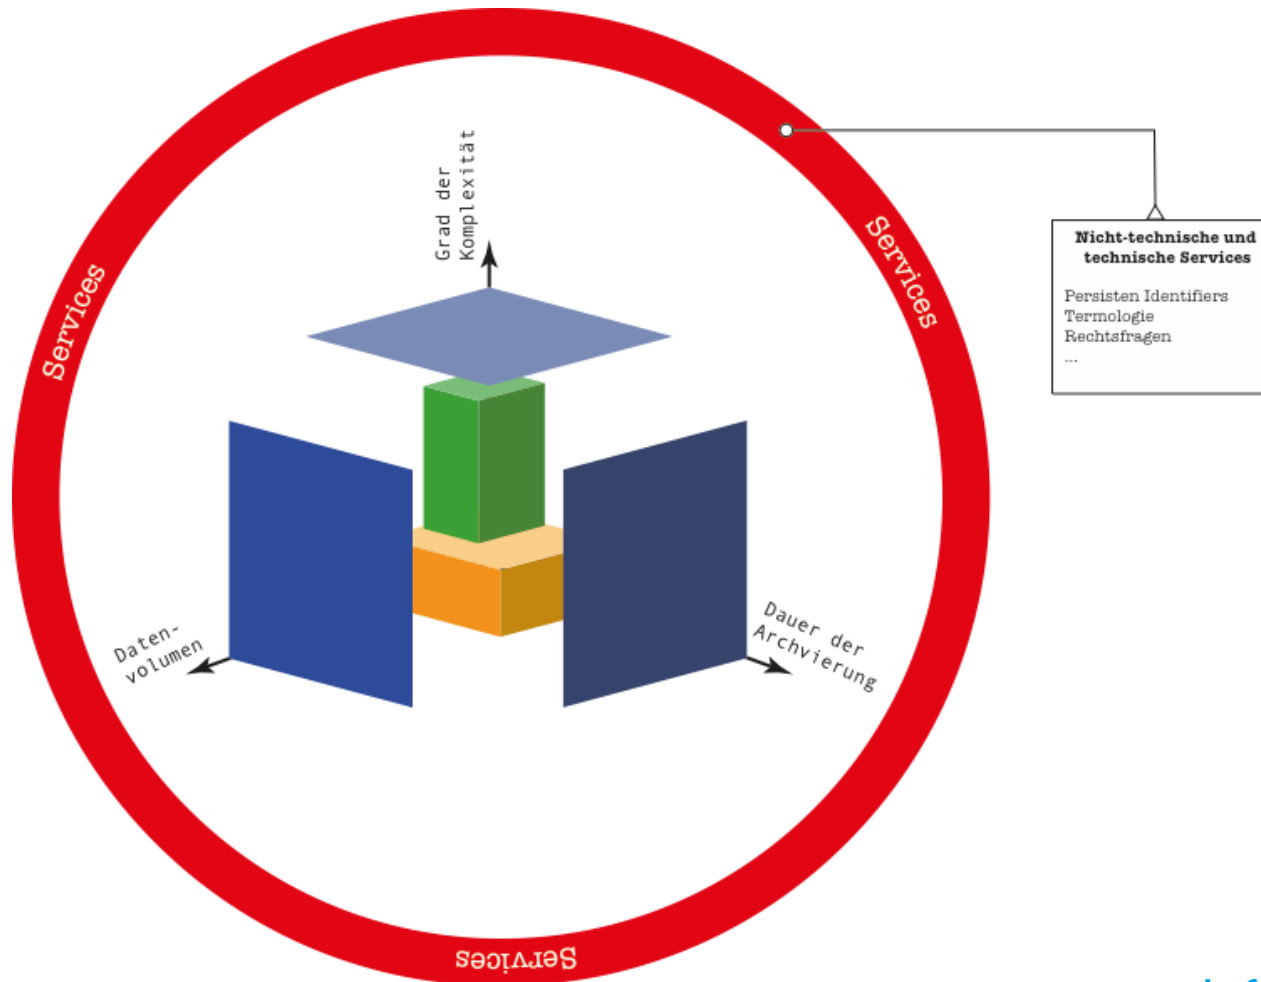 Grad der
Komplexität
Services
Services
Nicht-technische und
technische Services
Persisten Identifiers
Termologie
Rechtsfragen
...
Daten-
volumen
Dauer der
Archvierung
Services